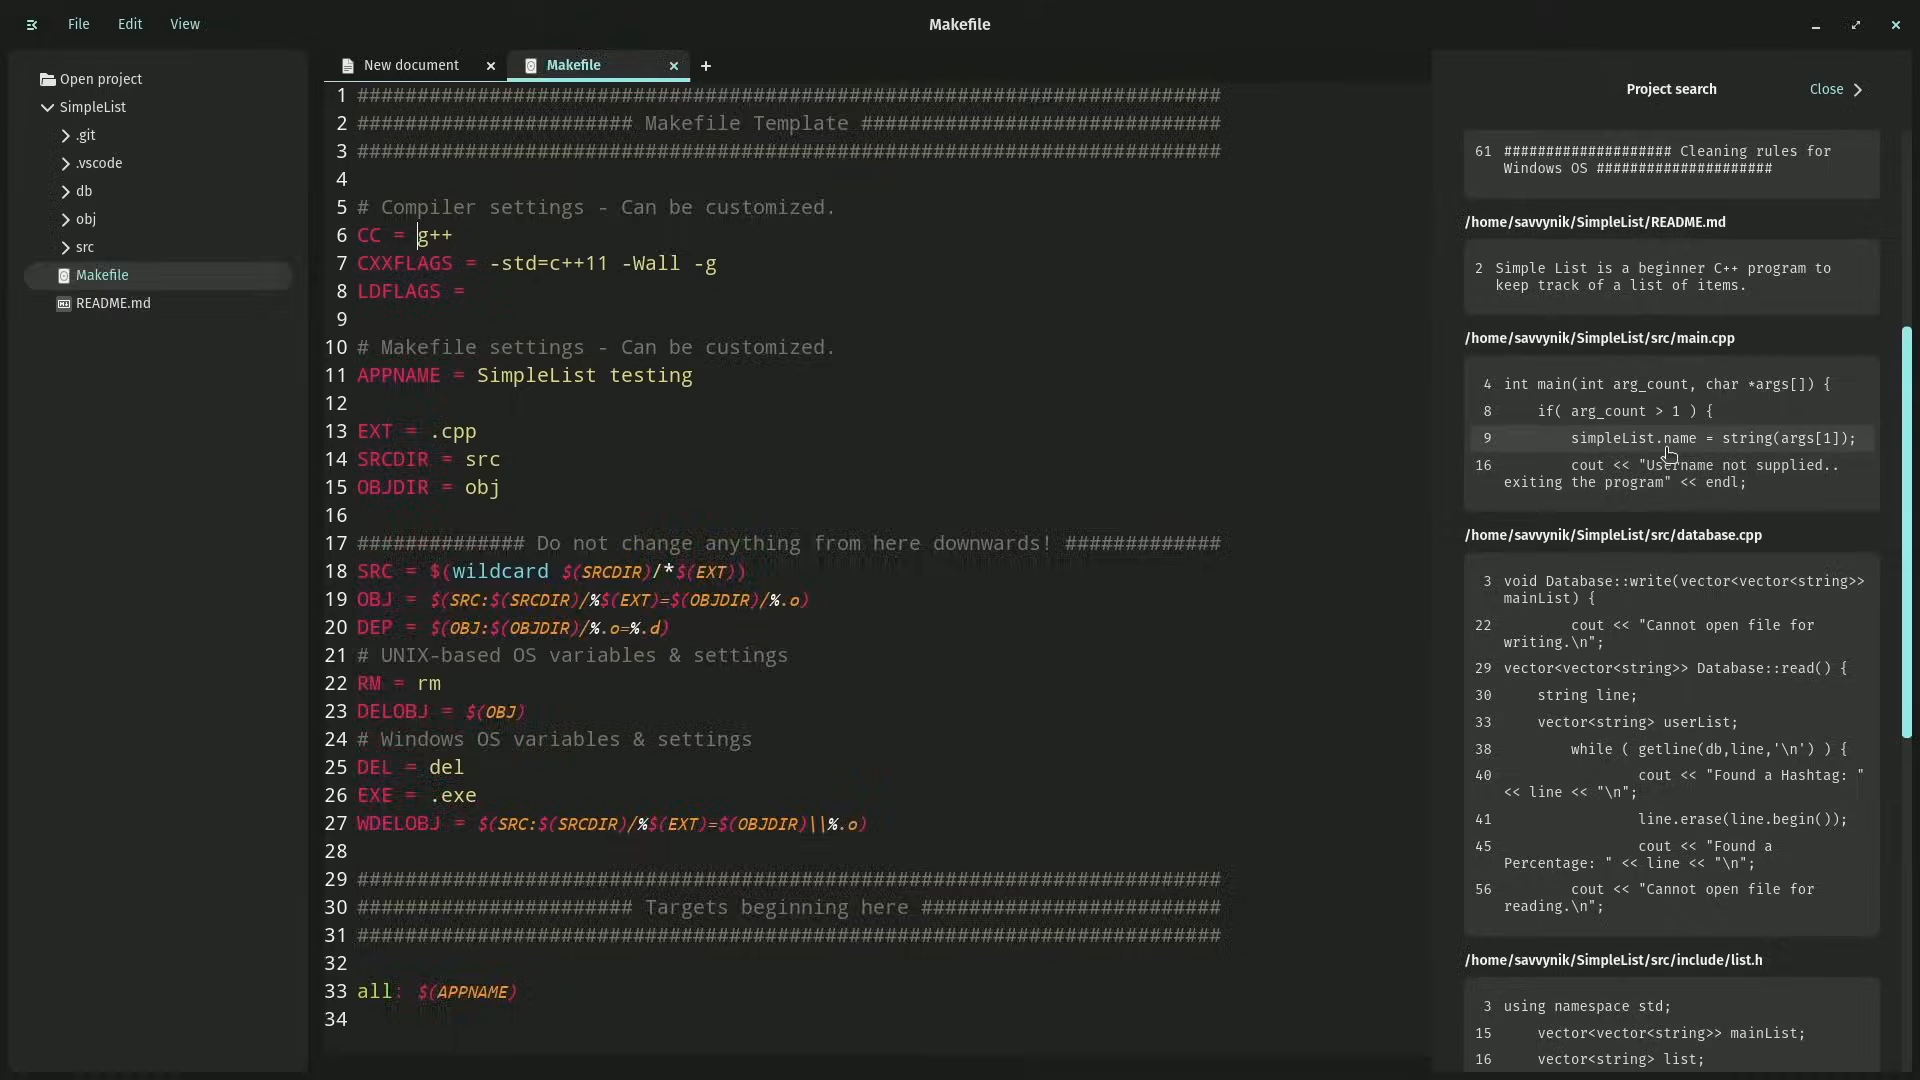 File Edit View
Makefile
Open project
SimpleList
.git
.vscode
db
obj
src
Makefile
README.md
New document
Makefile
1 ########################################################################
2 ####################### Makefile Template ############################
3 ########################################################################
4
5 # Compiler settings - Can be customized.
6 CC = g++
7 CXXFLAGS = -std=c++11 -Wall -g
8 LDFLAGS =
9
10 # Makefile settings - Can be customized.
11 APPNAME = SimpleList testing
12
13 EXT = .cpp
14 SRCDIR = src
15 OBJDIR = obj
16
17 ############## Do not change anything from here downwards! #############
18 SRC = $(wildcard $(SRCDIR)/*$(EXT))
19 OBJ = $(SRC:$(SRCDIR)/%$(EXT)=$(OBJDIR)/%.o)
20 DEP = $(OBJ:$(OBJDIR)/%.o=%.d)
21 # UNIX-based OS variables & settings
22 RM = rm
23 DELOBJ = $(OBJ)
24 # Windows OS variables & settings
25 DEL = del
26 EXE = .exe
27 WDELOBJ = $(SRC:$(SRCDIR)/%$(EXT)=$(OBJDIR)\\%.o)
28
29 ########################################################################
30 ####################### Targets beginning here #########################
31 ########################################################################
32
33 all: $(APPNAME)
34
Project search
Close
61 #################### Cleaning rules for
Windows OS #####################
/home/savvynik/SimpleList/README.md
2 Simple List is a beginner C++ program to
keep track of a list of items.
/home/savvynik/SimpleList/src/main.cpp
4 int main(int arg_count, char *args[]) {
8 if( arg_count > 1 ) {
9 simpleList.name = string(args[1]);
16 cout << "Username not supplied..
exiting the program" << endl;
/home/savvynik/SimpleList/src/database.cpp
3 void Database::write(vector<vector<string>>
mainList) {
22 cout << "Cannot open file for
writing.\n";
29 vector<vector<string>> Database::read() {
30 string line;
33 vector<string> userList;
38 while ( getline(db,line,'\n') ) {
40 cout << "Found a Hashtag: "
<< line << "\n";
41 line.erase(line.begin());
45 cout << "Found a
Percentage: " << line << "\n";
56 cout << "Cannot open file for
reading.\n";
/home/savvynik/SimpleList/src/include/list.h
3 using namespace std;
15 vector<vector<string>> mainList;
16 vector<string> list;